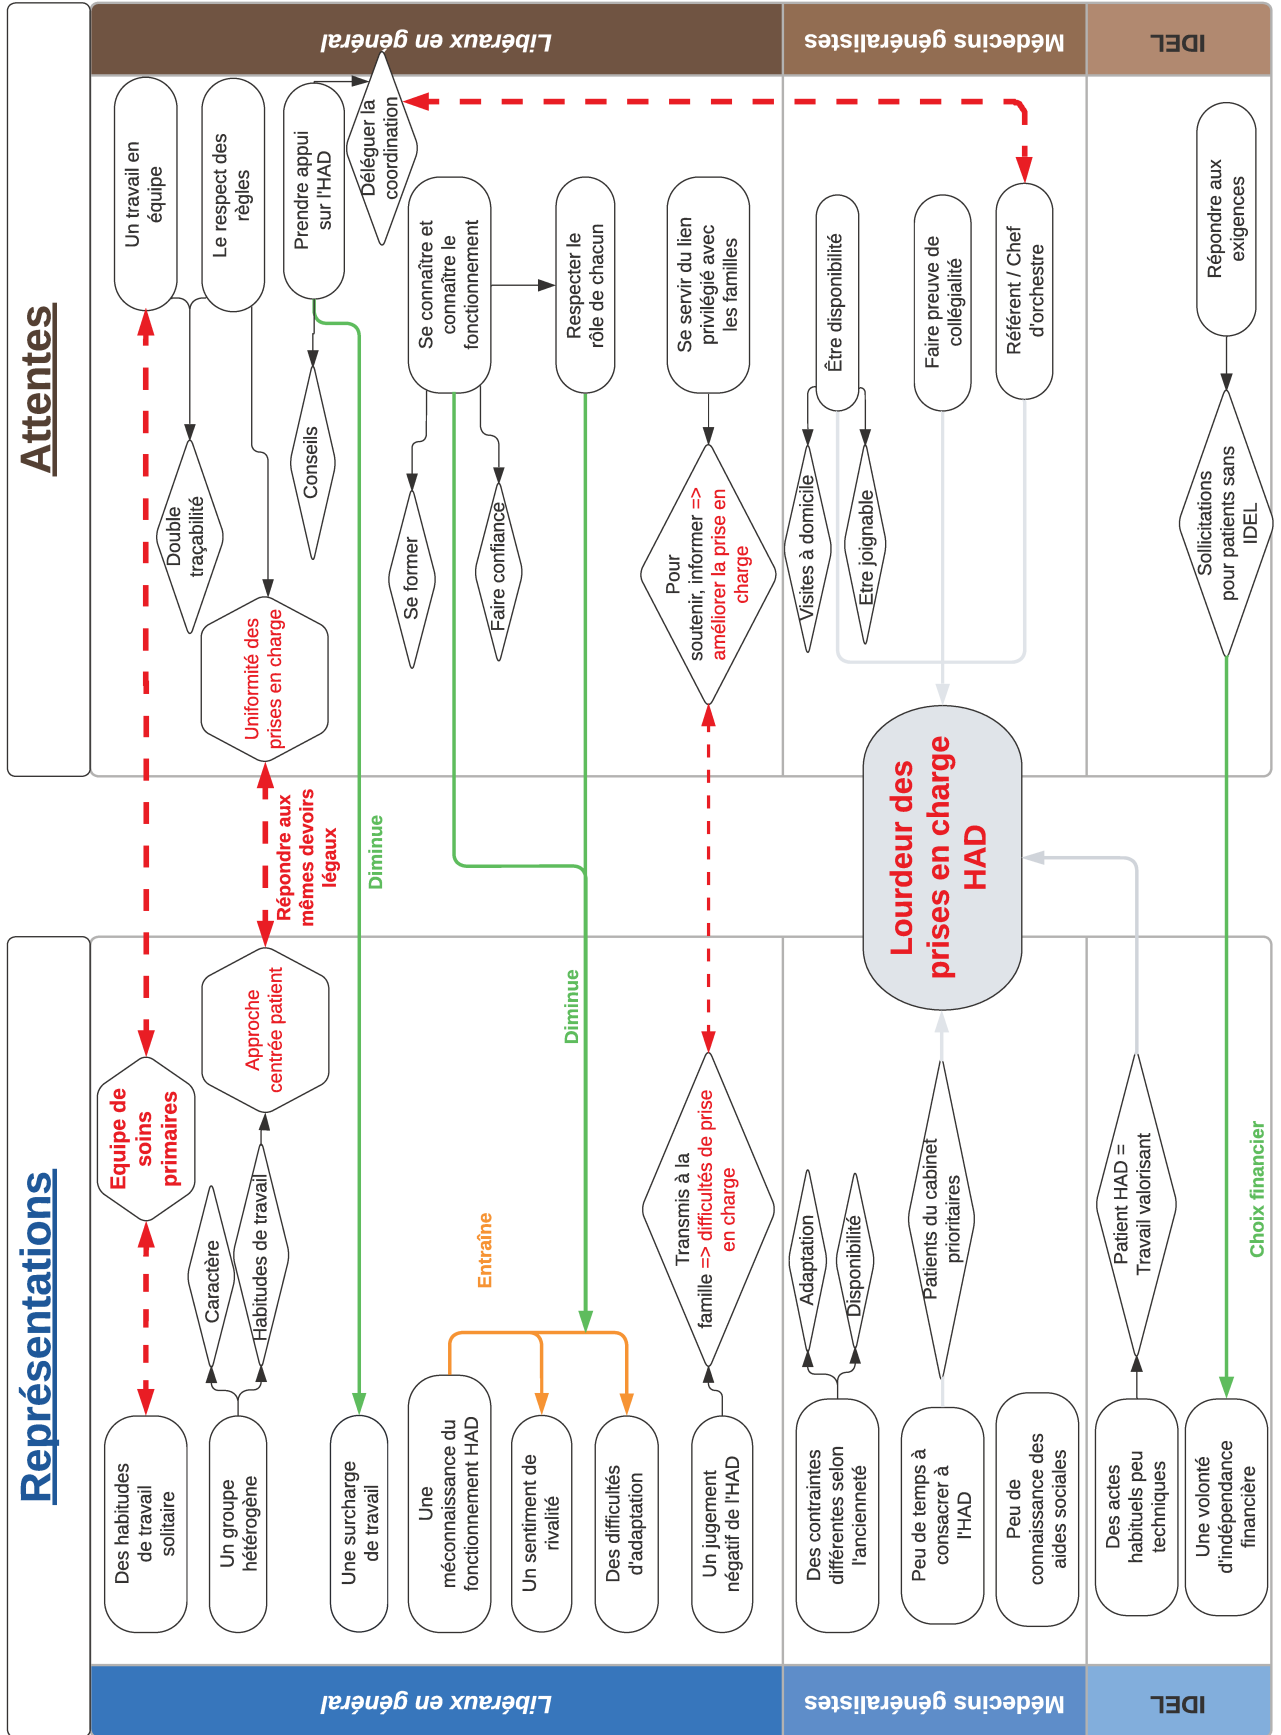 Représentations
Libéraux en général
Des habitudes
de travail
solitaire
Equipe de
soins
primaires
Un groupe
hétérogène
Caractère
Habitudes de travail
Approche
centrée patient
Répondre aux
mêmes devoirs
légaux
Une surcharge
de travail
Diminue
Une
méconnaissance du
fonctionnement HAD
Entraîne
Un sentiment de
rivalité
Des difficultés
d'adaptation
Diminue
Un jugement
négatif de l'HAD
Transmis à la
famille => difficultés de prise
en charge
Médecins généralistes
Des contraintes
différentes selon
l'ancienneté
Adaptation
Disponibilité
Peu de temps à
consacrer à
l'HAD
Patients du cabinet
prioritaires
Peu de
connaissance des
aides sociales
Lourdeur des
prises en charge
HAD
IDEL
Des actes
habituels peu
techniques
Patient HAD =
Travail valorisant
Une volonté
d'indépendance
financière
Choix financier
Attentes
Libéraux en général
Un travail en
équipe
Le respect des
règles
Double
traçabilité
Uniformité des
prises en charge
Prendre appui
sur l'HAD
Déléguer la
coordination
Conseils
Se connaître et
connaître le
fonctionnement
Se former
Faire confiance
Respecter le
rôle de chacun
Se servir du lien
privilégié avec
les familles
Pour
soutenir, informer =>
améliorer la prise en
charge
Médecins généralistes
Être disponibilité
Visites à domicile
Etre joignable
Faire preuve de
collégialité
Référent / Chef
d'orchestre
IDEL
Répondre aux
exigences
Sollicitations
pour patients sans
IDEL